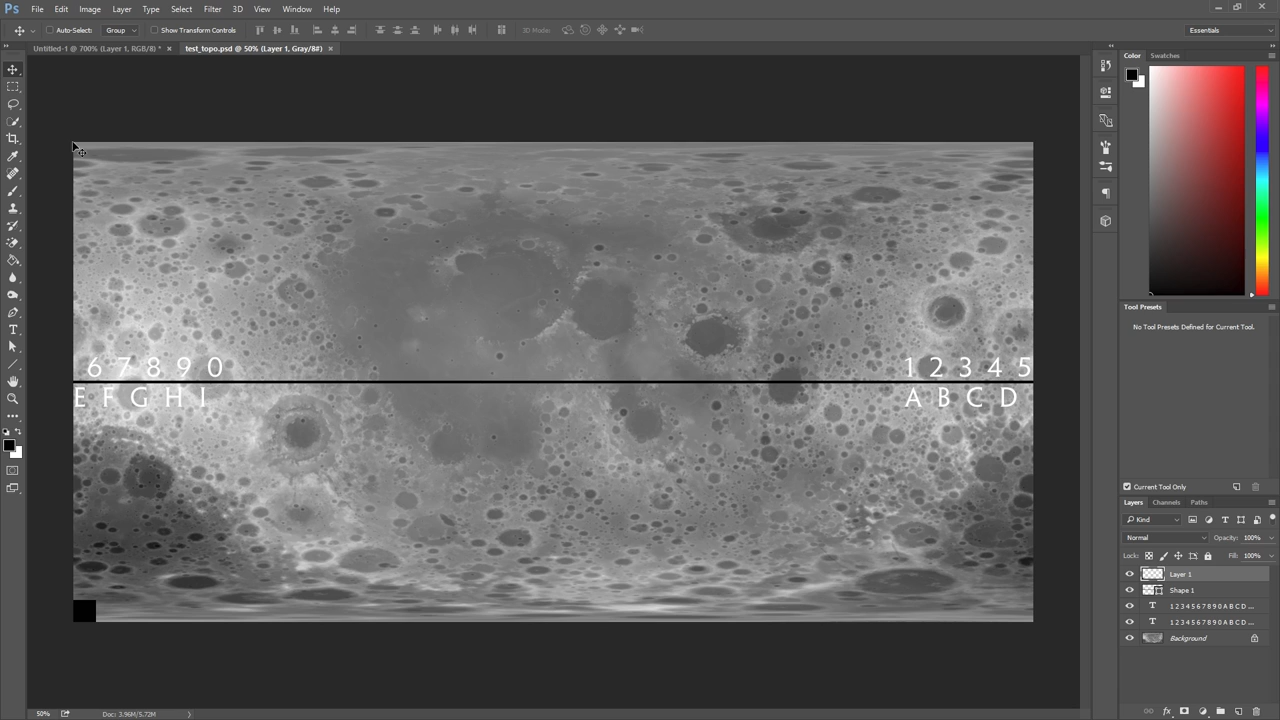 Ps File Edit Image Layer Type Select Filter 3D View Window Help
Auto-Select: Group Show Transform Controls 3D Mode: Essentials
Untitled-1 @ 700% (Layer 1, RGB/8) * × test_topo.psd @ 50% (Layer 1, Gray/8#) ×
Color Swatches
Tool Presets
No Tool Presets Defined for Current Tool.
6 7 8 9 0 1 2 3 4 5
E F G H I A B C D
Current Tool Only
Layers Channels Paths
Kind
Normal Opacity: 100%
Lock: Fill: 100%
Layer 1
Shape 1
1 2 3 4 5 6 7 8 9 0 A B C D ...
1 2 3 4 5 6 7 8 9 0 A B C D ...
Background
50% Doc: 3.96M/5.72M